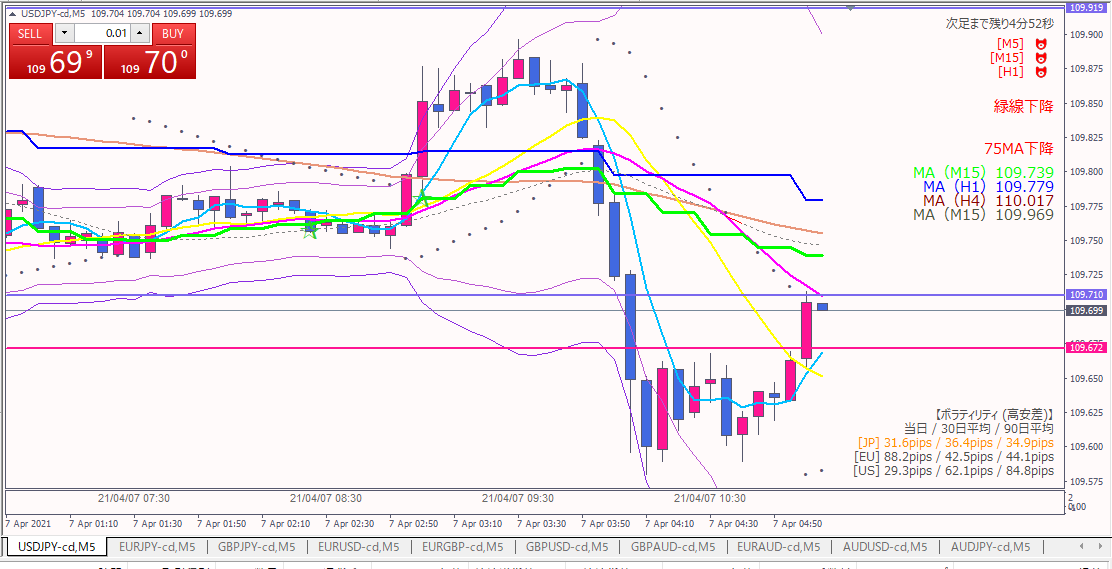 USDJPY-cd,M5 109.704 109.704 109.699 109.699
SELL 0.01 BUY
109 69 9 109 70 0
次足まで残り4分52秒
[M5]
[M15]
[H1]
緑線下降
75MA下降
MA（M15）109.739
MA（H1）109.779
MA（H4）110.017
MA（M15）109.969
109.919
109.900
109.875
109.850
109.825
109.800
109.775
109.750
109.725
109.710
109.699
109.672
109.650
109.625
109.600
109.575
【ボラティリティ(高安差)】
当日 / 30日平均 / 90日平均
[JP] 31.6pips / 36.4pips / 34.9pips
[EU] 88.2pips / 42.5pips / 44.1pips
[US] 29.3pips / 62.1pips / 84.8pips
21/04/07 07:30 21/04/07 08:30 21/04/07 09:30 21/04/07 10:30
7 Apr 2021 7 Apr 01:10 7 Apr 01:30 7 Apr 01:50 7 Apr 02:10 7 Apr 02:30 7 Apr 02:50 7 Apr 03:10 7 Apr 03:30 7 Apr 03:50 7 Apr 04:10 7 Apr 04:30 7 Apr 04:50
USDJPY-cd,M5 EURJPY-cd,M5 GBPJPY-cd,M5 EURUSD-cd,M5 EURGBP-cd,M5 GBPUSD-cd,M5 GBPAUD-cd,M5 EURAUD-cd,M5 AUDUSD-cd,M5 AUDJPY-cd,M5